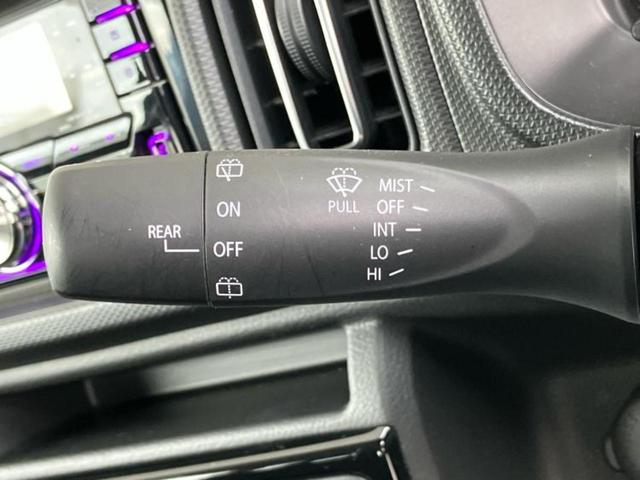 REAR
ON
OFF
PULL
MIST
OFF
INT
LO
HI